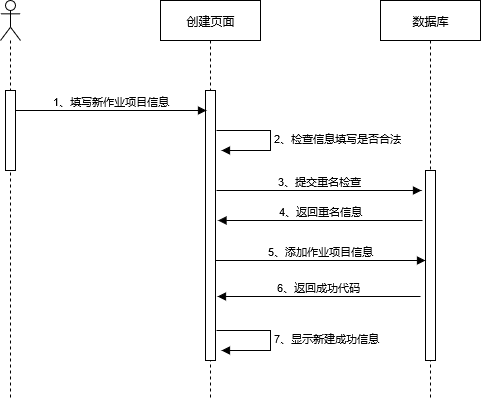 创建页面
数据库
1、填写新作业项目信息
2、检查信息填写是否合法
3、提交重名检查
4、返回重名信息
5、添加作业项目信息
6、返回成功代码
7、显示新建成功信息